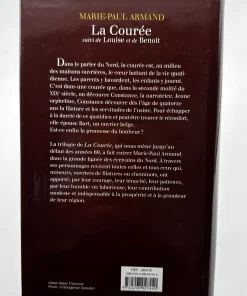 MARIE-PAUL ARMAND
La Courée
suivi de Louise et de Benoît
Dans le parler du Nord, la courée est, au milieu
des maisons ouvrières, le cœur battant de la vie quoti-
dienne. Les parents y bavardent, les enfants y jouent.
C'est dans une courée que, dans la seconde moitié du
XIXe siècle, on découvre Constance, la narratrice. Jeune
orpheline, Constance découvre dès l'âge de quatorze
ans la filature et les servitudes de l'usine. Pour échapper
à la dureté de ce quotidien et peut-être trouver le réconfort,
elle épouse Bart, un ouvrier belge.
Est-ce enfin la promesse du bonheur ?
La trilogie de La Courée, qui nous mène jusqu'au
début des années 60, a fait entrer Marie-Paul Armand
dans la grande lignée des écrivains du Nord. A travers
ses personnages revivent toutes celles et tous ceux qui,
mineurs, ouvriers de filatures ou cheminots, ont
apporté, par leur courage, leur ténacité, leur patience,
par leur humble vie laborieuse, leur contribution
modeste et indispensable à la prospérité et à la grandeur
de leur région.